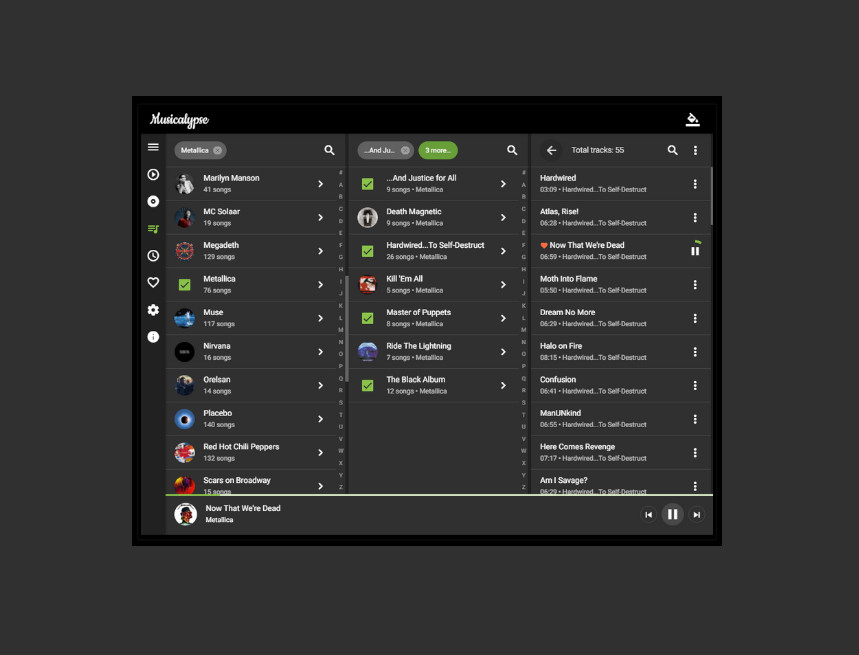 Musicalypse
Metallica
Marilyn Manson
41 songs
MC Solaar
19 songs
Megadeth
129 songs
Metallica
76 songs
Muse
117 songs
Nirvana
16 songs
Orelsan
14 songs
Placebo
140 songs
Red Hot Chili Peppers
132 songs
Scars on Broadway
15 songs
#
A
B
C
D
E
F
G
H
I
J
K
L
M
N
O
P
Q
R
S
T
U
V
W
X
Y
Z
...And Ju...
3 more..
...And Justice for All
9 songs • Metallica
Death Magnetic
9 songs • Metallica
Hardwired...To Self-Destruct
26 songs • Metallica
Kill 'Em All
5 songs • Metallica
Master of Puppets
8 songs • Metallica
Ride The Lightning
7 songs • Metallica
The Black Album
12 songs • Metallica
#
A
B
C
D
E
F
G
H
I
J
K
L
M
N
O
P
Q
R
S
T
U
V
W
X
Y
Z
Total tracks: 55
Hardwired
03:09 • Hardwired...To Self-Destruct
Atlas, Rise!
06:28 • Hardwired...To Self-Destruct
Now That We're Dead
06:59 • Hardwired...To Self-Destruct
Moth Into Flame
05:50 • Hardwired...To Self-Destruct
Dream No More
06:29 • Hardwired...To Self-Destruct
Halo on Fire
08:15 • Hardwired...To Self-Destruct
Confusion
06:41 • Hardwired...To Self-Destruct
ManUNkind
06:55 • Hardwired...To Self-Destruct
Here Comes Revenge
07:17 • Hardwired...To Self-Destruct
Am I Savage?
06:29 • Hardwired...To Self-Destruct
Now That We're Dead
Metallica